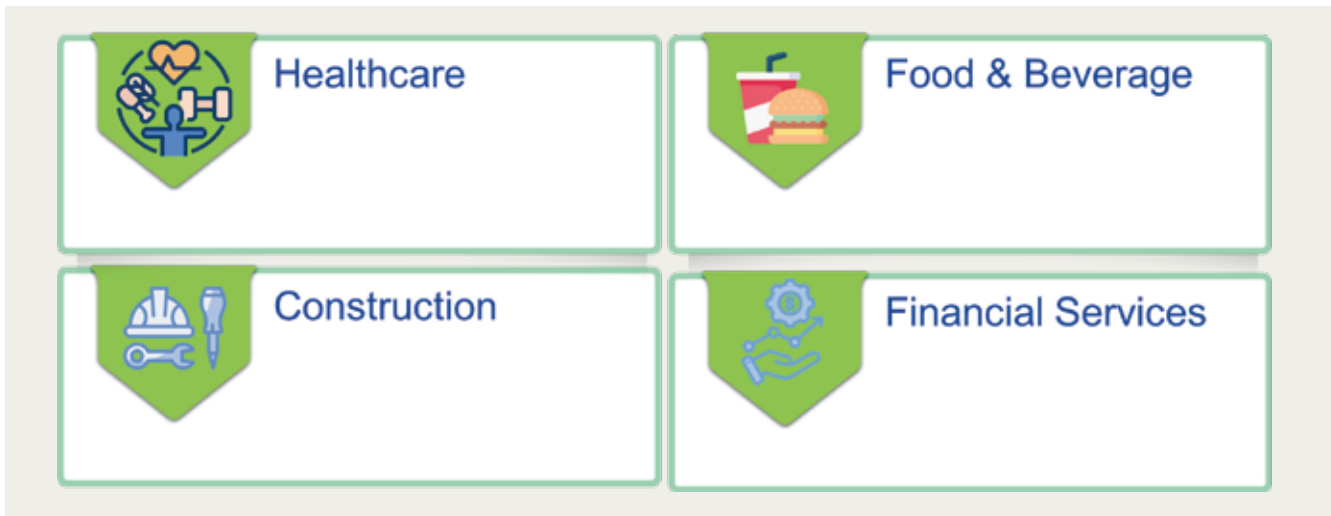 Healthcare
Food & Beverage
Construction
Financial Services